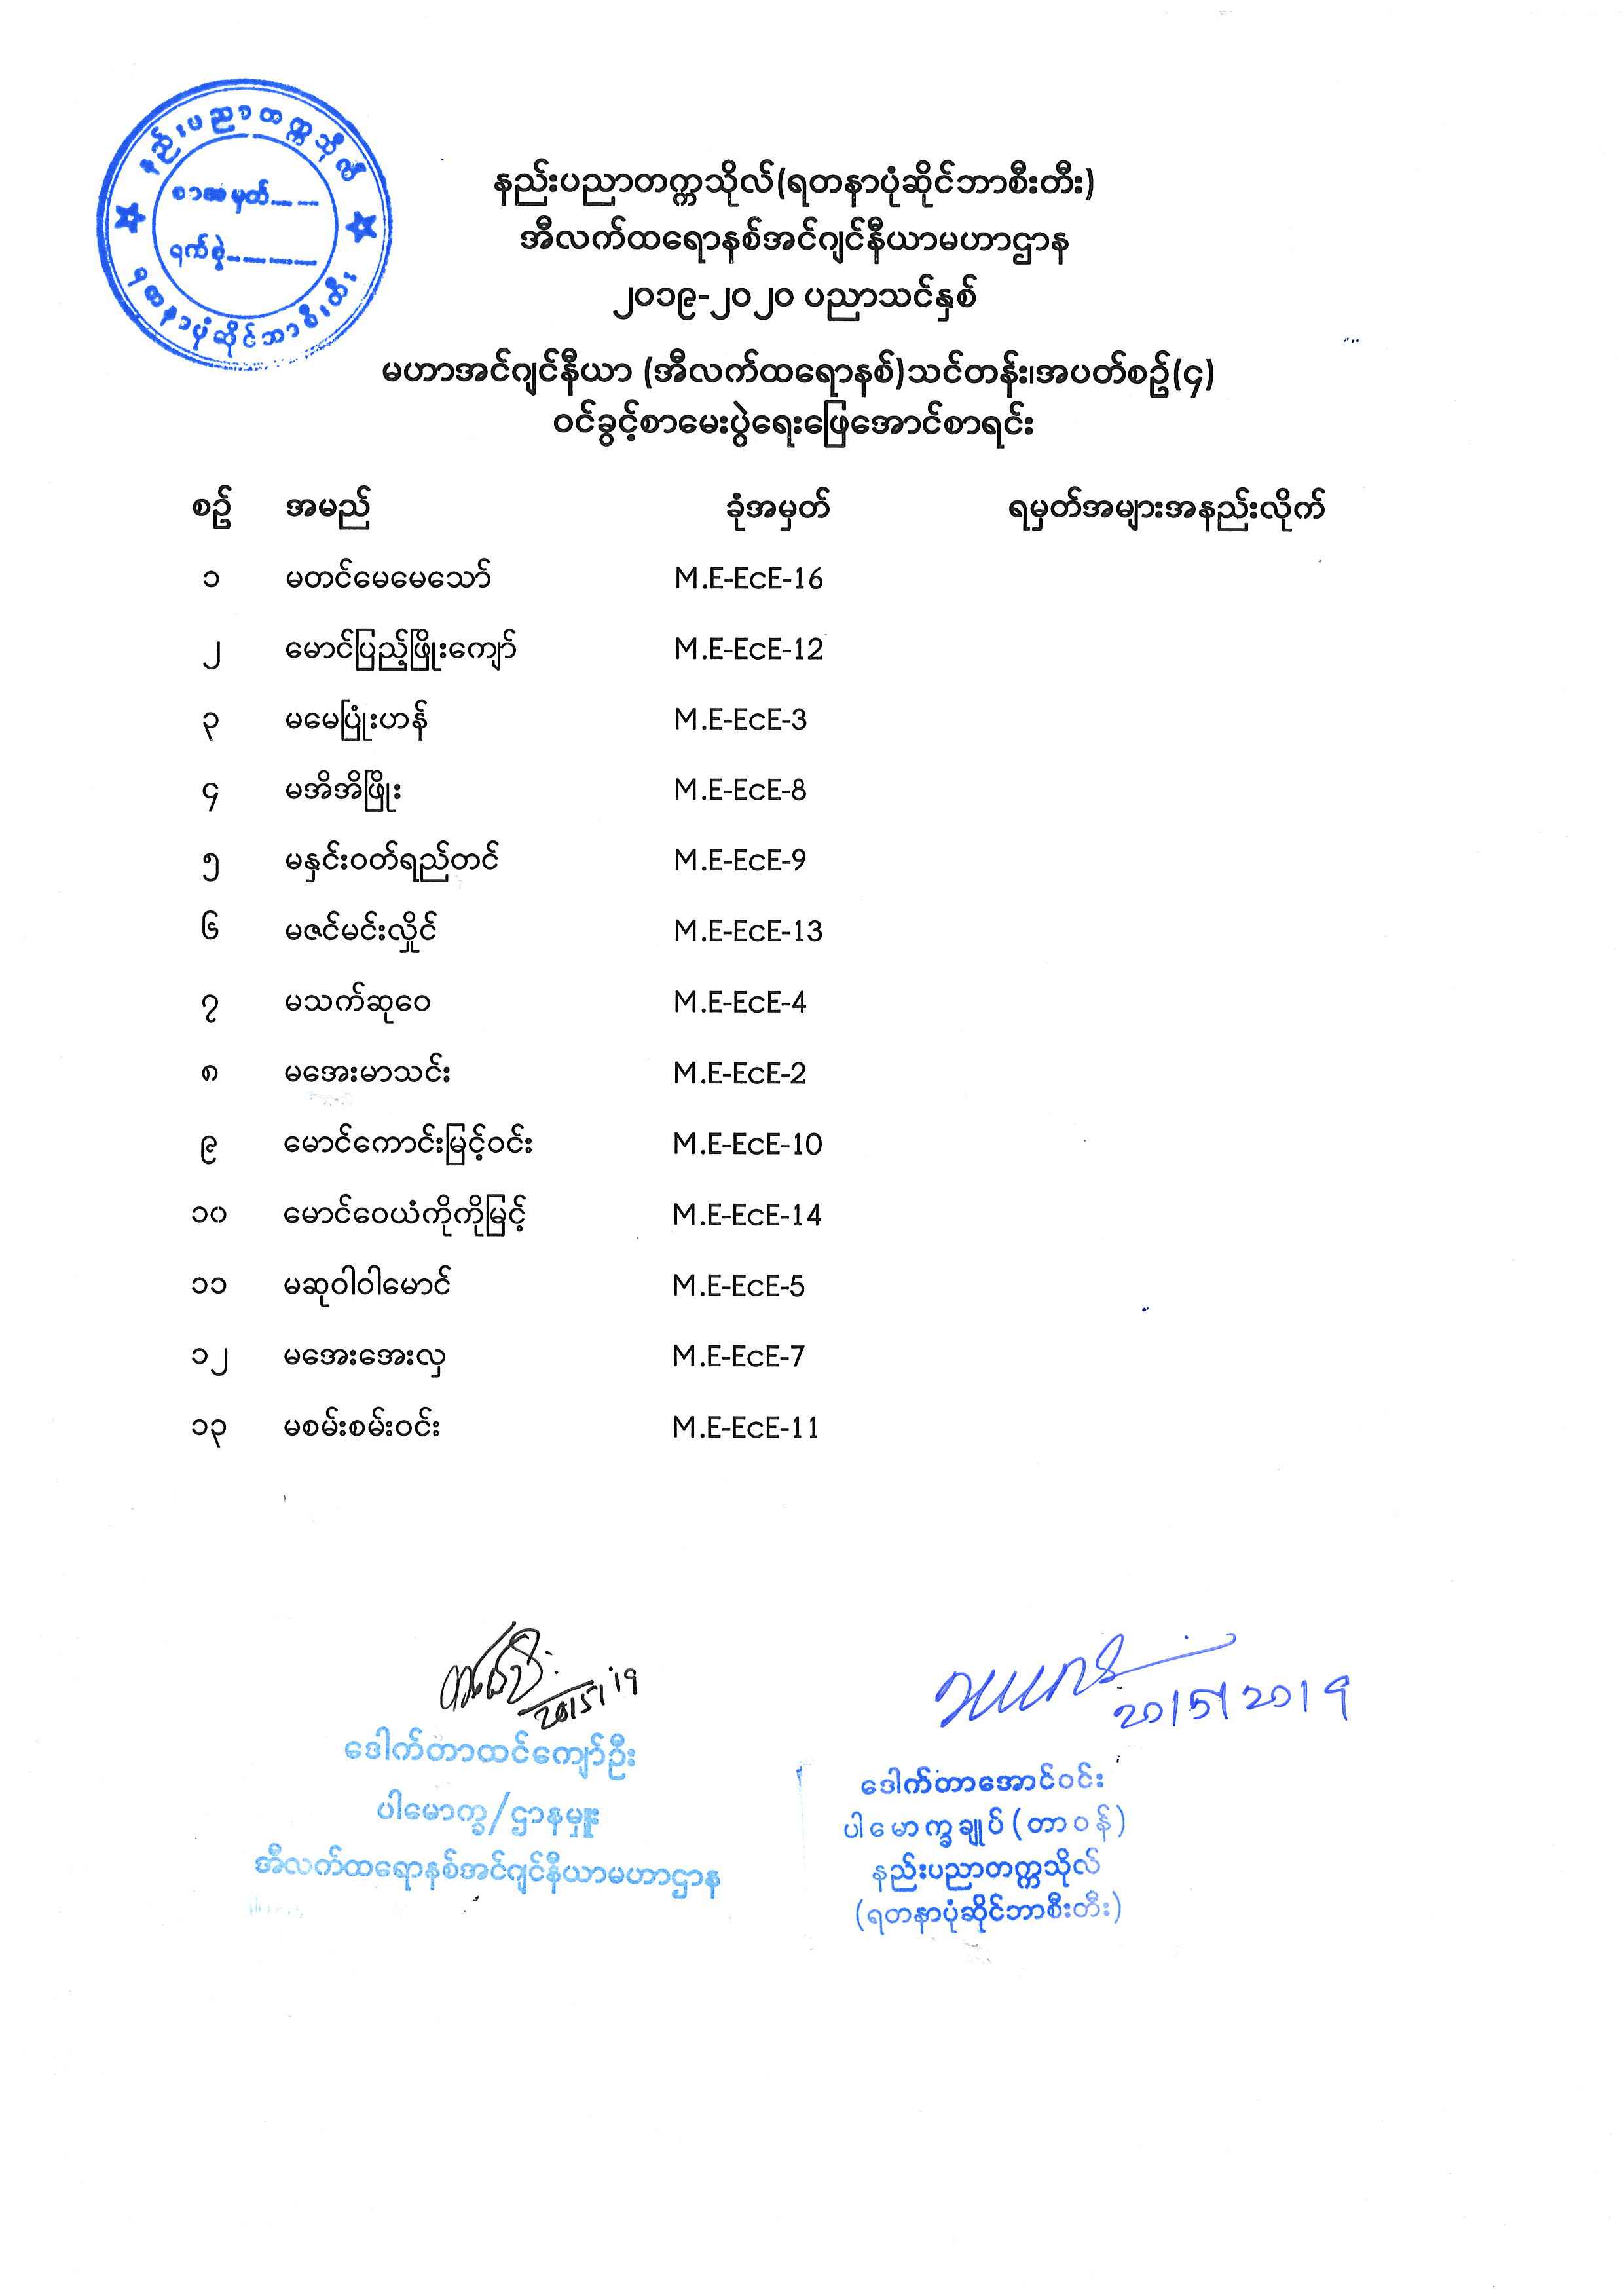 နည်းပညာတက္ကသိုလ်
စာအမှတ်
ရက်စွဲ
ရတနာပုံဆိုင်ဘာစီးတီး
နည်းပညာတက္ကသိုလ်(ရတနာပုံဆိုင်ဘာစီးတီး)
အီလက်ထရောနစ်အင်ဂျင်နီယာမဟာဌာန
၂၀၁၉-၂၀၂၀ ပညာသင်နှစ်
မဟာအင်ဂျင်နီယာ (အီလက်ထရောနစ်)သင်တန်း၊အပတ်စဥ်(၄)
ဝင်ခွင့်စာမေးပွဲရေးဖြေအောင်စာရင်း
စဥ် အမည် ခုံအမှတ် ရမှတ်အများအနည်းလိုက်
၁ မတင်မေမေသော် M.E-EcE-16
၂ မောင်ပြည့်ဖြိုးကျော် M.E-EcE-12
၃ မမေပြုံးဟန် M.E-EcE-3
၄ မအိအိဖြိုး M.E-EcE-8
၅ မနှင်းဝတ်ရည်တင် M.E-EcE-9
၆ မဇင်မင်းလှိုင် M.E-EcE-13
၇ မသက်ဆုဝေ M.E-EcE-4
၈ မအေးမာသင်း M.E-EcE-2
၉ မောင်ကောင်းမြင့်ဝင်း M.E-EcE-10
၁၀ မောင်ဝေယံကိုကိုမြင့် M.E-EcE-14
၁၁ မဆုဝါဝါမောင် M.E-EcE-5
၁၂ မအေးအေးလှ M.E-EcE-7
၁၃ မစမ်းစမ်းဝင်း M.E-EcE-11
20/5/'19
20/5/2019
ဒေါက်တာထင်ကျော်ဦး
ပါမောက္ခ/ဌာနမှူး
အီလက်ထရောနစ်အင်ဂျင်နီယာမဟာဌာန
ဒေါက်တာအောင်ဝင်း
ပါမောက္ခချုပ်(တာဝန်)
နည်းပညာတက္ကသိုလ်
(ရတနာပုံဆိုင်ဘာစီးတီး)